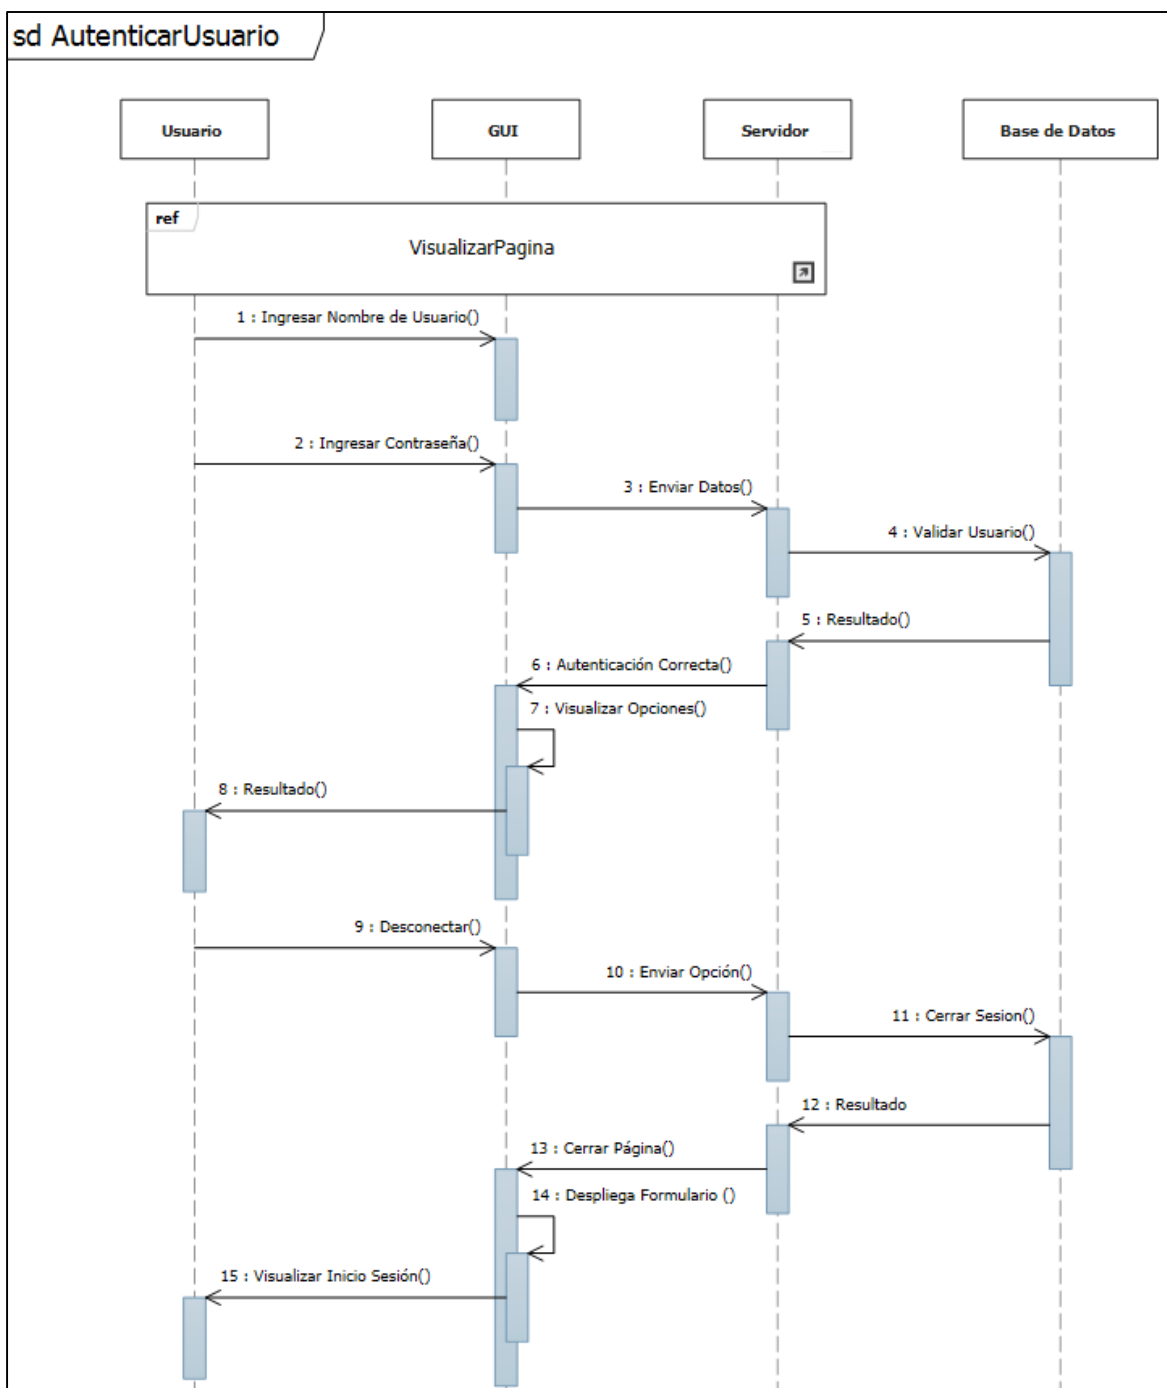 sd AutenticarUsuario
Usuario
GUI
Servidor
Base de Datos
ref
VisualizarPagina
1 : Ingresar Nombre de Usuario()
2 : Ingresar Contraseña()
3 : Enviar Datos()
4 : Validar Usuario()
5 : Resultado()
6 : Autenticación Correcta()
7 : Visualizar Opciones()
8 : Resultado()
9 : Desconectar()
10 : Enviar Opción()
11 : Cerrar Sesion()
12 : Resultado
13 : Cerrar Página()
14 : Despliega Formulario ()
15 : Visualizar Inicio Sesión()